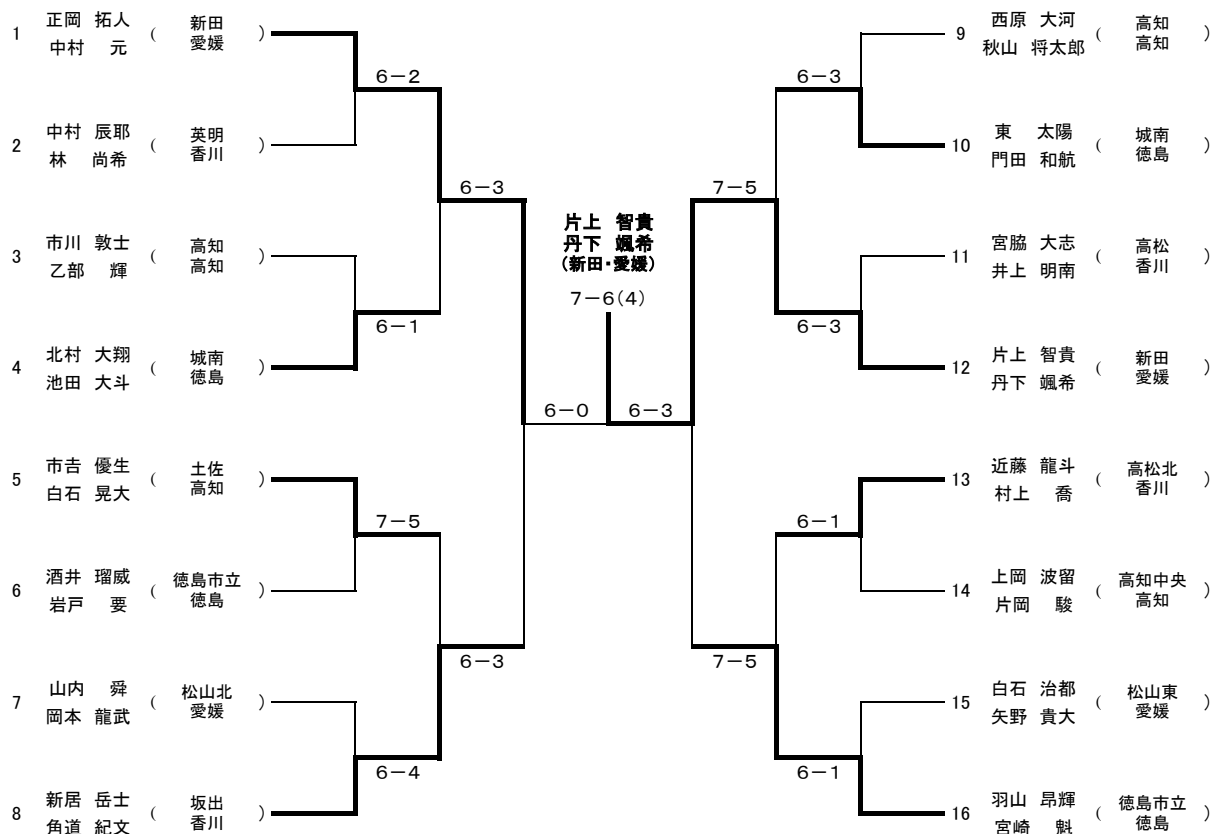 1 正岡 拓人 中村 元 ( 新田 愛媛 )
2 中村 辰耶 林 尚希 ( 英明 香川 )
3 市川 敦士 乙部 輝 ( 高知 高知 )
4 北村 大翔 池田 大斗 ( 城南 徳島 )
5 市𠮷 優生 白石 晃大 ( 土佐 高知 )
6 酒井 瑠威 岩戸 要 ( 徳島市立 徳島 )
7 山内 舜 岡本 龍武 ( 松山北 愛媛 )
8 新居 岳士 角道 紀文 ( 坂出 香川 )
6-2
6-1
7-5
6-4
6-3
6-3
6-0
片上 智貴
丹下 颯希
(新田・愛媛)
7-6(4)
6-3
7-5
7-5
6-3
6-3
6-1
6-1
9 西原 大河 秋山 将太郎 ( 高知 高知 )
10 東 太陽 門田 和航 ( 城南 徳島 )
11 宮脇 大志 井上 明南 ( 高松 香川 )
12 片上 智貴 丹下 颯希 ( 新田 愛媛 )
13 近藤 龍斗 村上 喬 ( 高松北 香川 )
14 上岡 波留 片岡 駿 ( 高知中央 高知 )
15 白石 治都 矢野 貴大 ( 松山東 愛媛 )
16 羽山 昂輝 宮崎 魁 ( 徳島市立 徳島 )